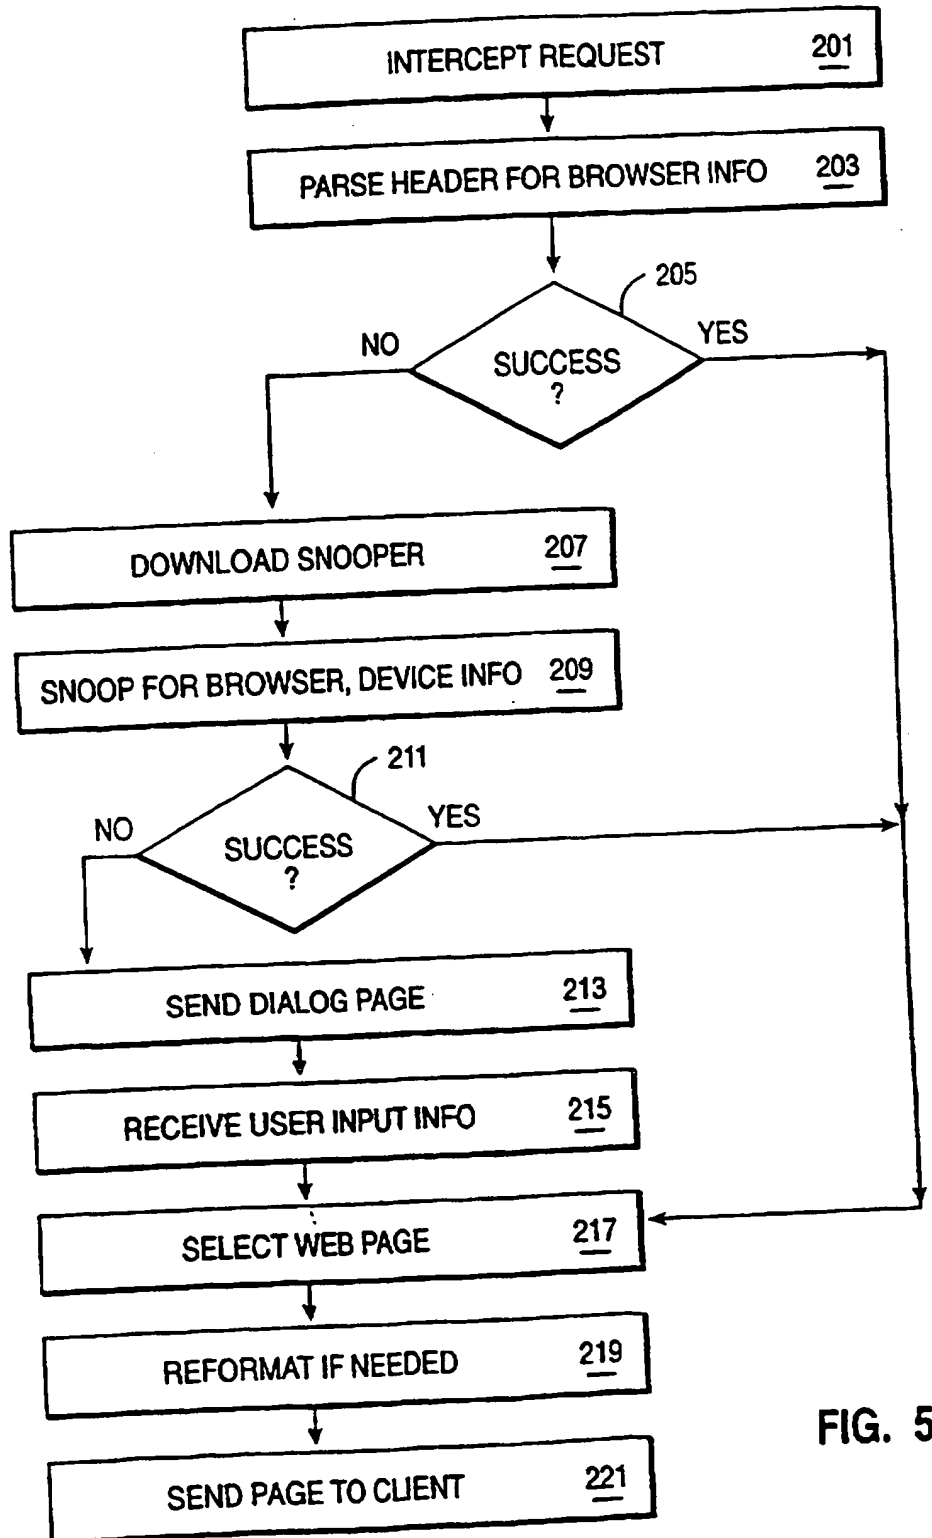 INTERCEPT REQUEST 201
PARSE HEADER FOR BROWSER INFO 203
205
NO
YES
SUCCESS
?
DOWNLOAD SNOOPER 207
SNOOP FOR BROWSER, DEVICE INFO 209
211
NO
YES
SUCCESS
?
SEND DIALOG PAGE 213
RECEIVE USER INPUT INFO 215
SELECT WEB PAGE 217
REFORMAT IF NEEDED 219
FIG. 5
SEND PAGE TO CLIENT 221